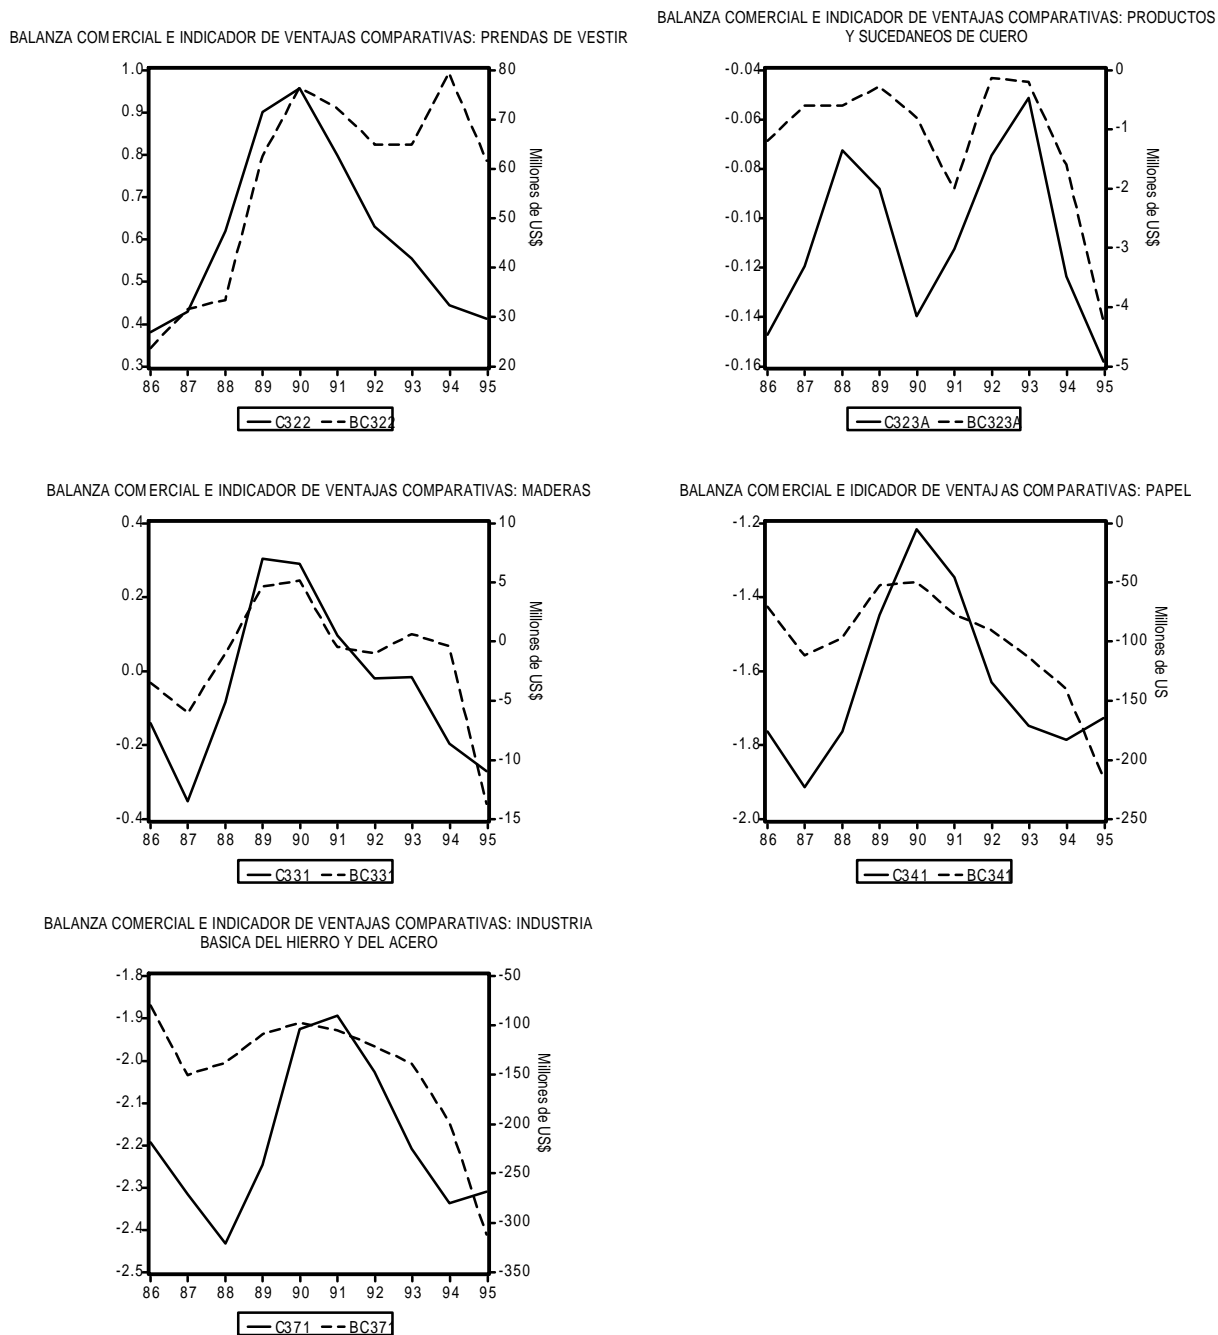 BALANZA COMERCIAL E INDICADOR DE VENTAJAS COMPARATIVAS: PRENDAS DE VESTIR
1.0
0.9
0.8
0.7
0.6
0.5
0.4
0.3
80
70
60
50
40
30
20
Millones de US$
86 87 88 89 90 91 92 93 94 95
C322 BC322
BALANZA COMERCIAL E INDICADOR DE VENTAJAS COMPARATIVAS: PRODUCTOS
Y SUCEDANEOS DE CUERO
-0.04
-0.06
-0.08
-0.10
-0.12
-0.14
-0.16
0
-1
-2
-3
-4
-5
Millones de US$
86 87 88 89 90 91 92 93 94 95
C323A BC323A
BALANZA COMERCIAL E INDICADOR DE VENTAJAS COMPARATIVAS: MADERAS
0.4
0.2
0.0
-0.2
-0.4
10
5
0
-5
-10
-15
Millones de US$
86 87 88 89 90 91 92 93 94 95
C331 BC331
BALANZA COMERCIAL E IDICADOR DE VENTAJAS COMPARATIVAS: PAPEL
-1.2
-1.4
-1.6
-1.8
-2.0
0
-50
-100
-150
-200
-250
Millones de US
86 87 88 89 90 91 92 93 94 95
C341 BC341
BALANZA COMERCIAL E INDICADOR DE VENTAJAS COMPARATIVAS: INDUSTRIA
BASICA DEL HIERRO Y DEL ACERO
-1.8
-1.9
-2.0
-2.1
-2.2
-2.3
-2.4
-2.5
-50
-100
-150
-200
-250
-300
-350
Millones de US$
86 87 88 89 90 91 92 93 94 95
C371 BC371